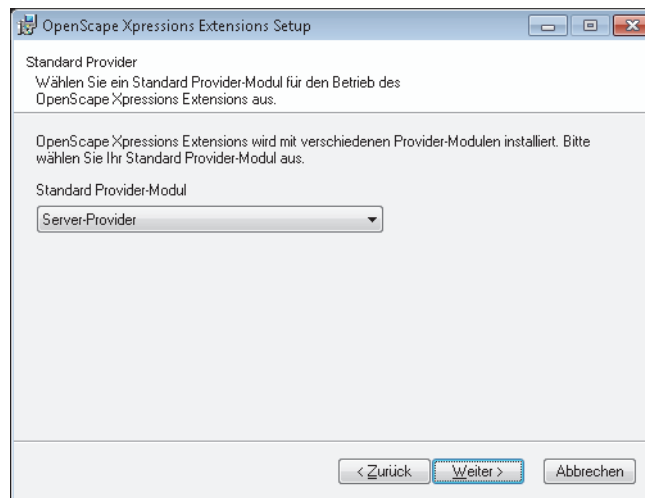 OpenScape Xpressions Extensions Setup
Standard Provider
Wählen Sie ein Standard Provider-Modul für den Betrieb des
OpenScape Xpressions Extensions aus.
OpenScape Xpressions Extensions wird mit verschiedenen Provider-Modulen installiert. Bitte
wählen Sie Ihr Standard Provider-Modul aus.
Standard Provider-Modul
Server-Provider
< Zurück Weiter > Abbrechen